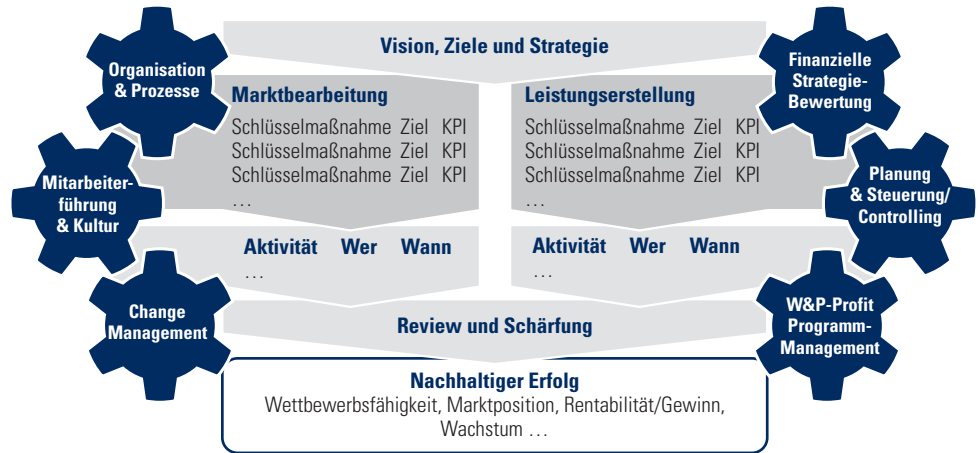 Vision, Ziele und Strategie
Organisation
& Prozesse
Finanzielle
Strategie-
Bewertung
Marktbearbeitung
Schlüsselmaßnahme Ziel KPI
Schlüsselmaßnahme Ziel KPI
Schlüsselmaßnahme Ziel KPI
…
Leistungserstellung
Schlüsselmaßnahme Ziel KPI
Schlüsselmaßnahme Ziel KPI
Schlüsselmaßnahme Ziel KPI
…
Mitarbeiter-
führung
& Kultur
Planung
& Steuerung/
Controlling
Aktivität Wer Wann
…
Aktivität Wer Wann
…
Change
Management
Review und Schärfung
W&P-Profit
Programm-
Management
Nachhaltiger Erfolg
Wettbewerbsfähigkeit, Marktposition, Rentabilität/Gewinn,
Wachstum …